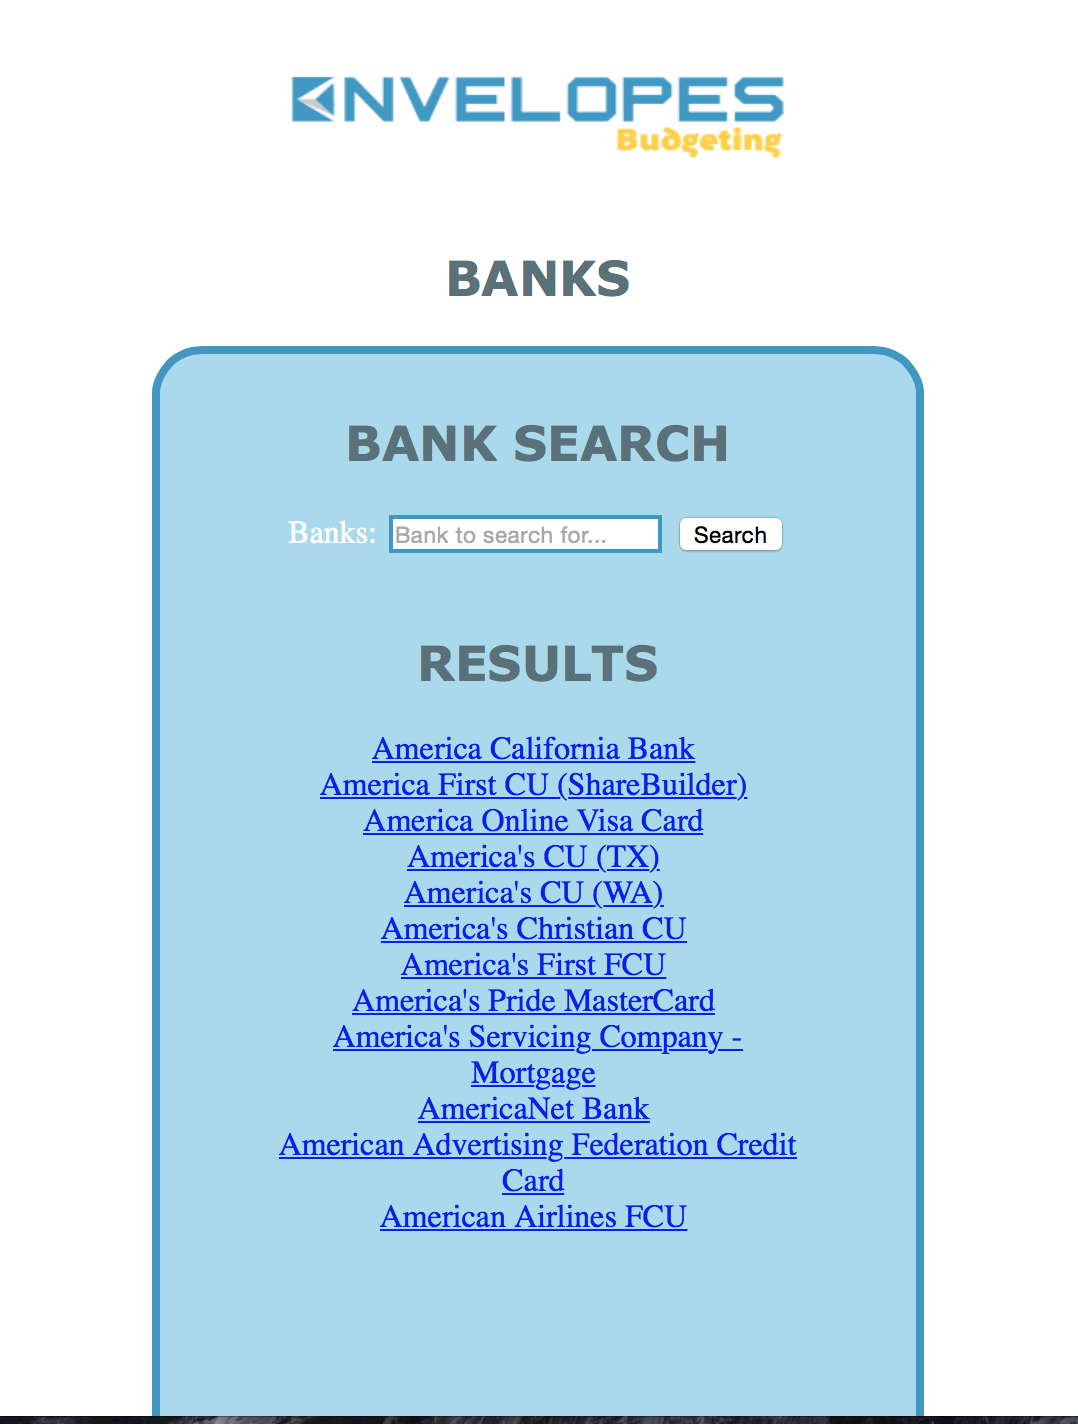 ENVELOPES
Budgeting
BANKS
BANK SEARCH
Banks: Bank to search for... Search
RESULTS
America California Bank
America First CU (ShareBuilder)
America Online Visa Card
America's CU (TX)
America's CU (WA)
America's Christian CU
America's First FCU
America's Pride MasterCard
America's Servicing Company -
Mortgage
AmericaNet Bank
American Advertising Federation Credit
Card
American Airlines FCU